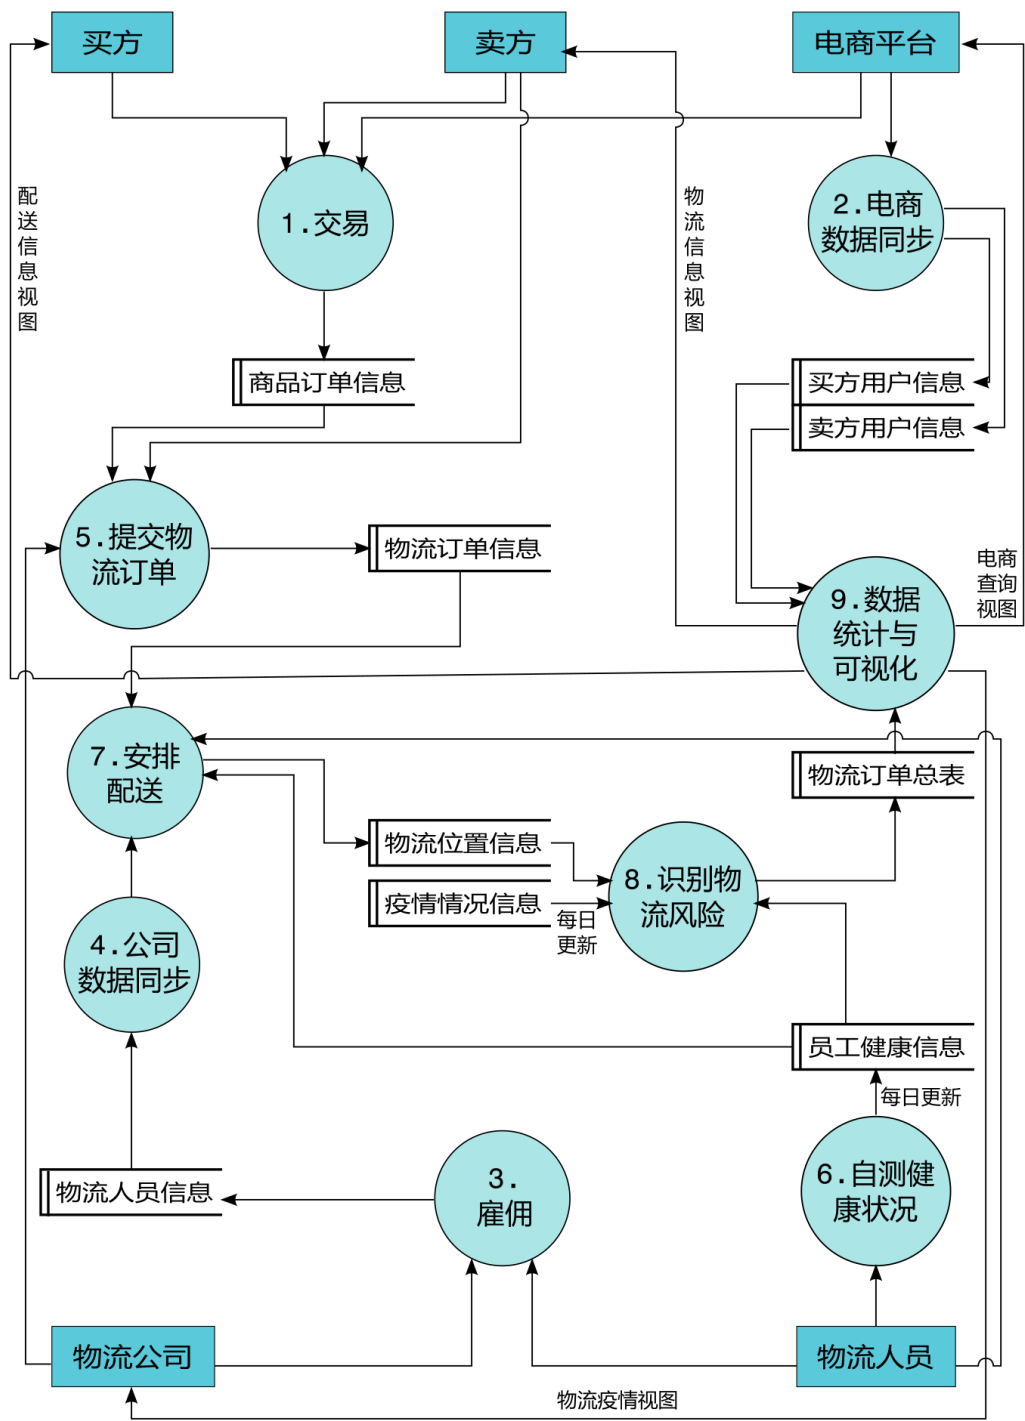 买方
卖方
电商平台
配
送
信
息
视
图
1.交易
物
流
信
息
视
图
2.电商
数据同步
商品订单信息
买方用户信息
卖方用户信息
5.提交物
流订单
物流订单信息
电商
查询
视图
9.数据
统计与
可视化
7.安排
配送
物流订单总表
物流位置信息
疫情情况信息
每日
更新
8.识别物
流风险
4.公司
数据同步
员工健康信息
每日更新
物流人员信息
3.
雇佣
6.自测健
康状况
物流公司
物流人员
物流疫情视图